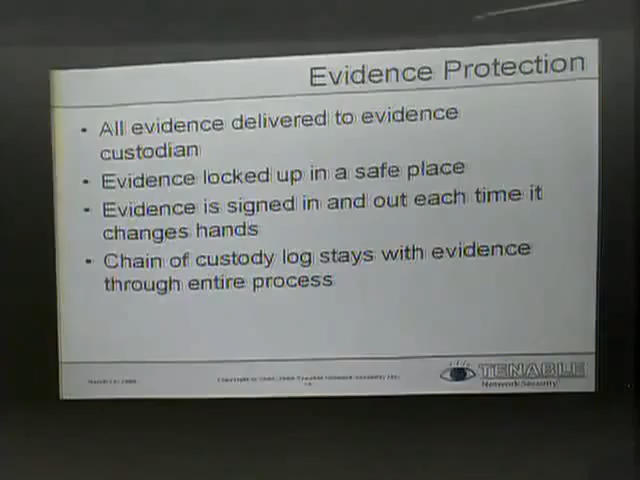 Evidence Protection
• All evidence delivered to evidence
custodian
• Evidence locked up in a safe place
• Evidence is signed in and out each time it
changes hands
• Chain of custody log stays with evidence
through entire process
TENABLE
Network Security